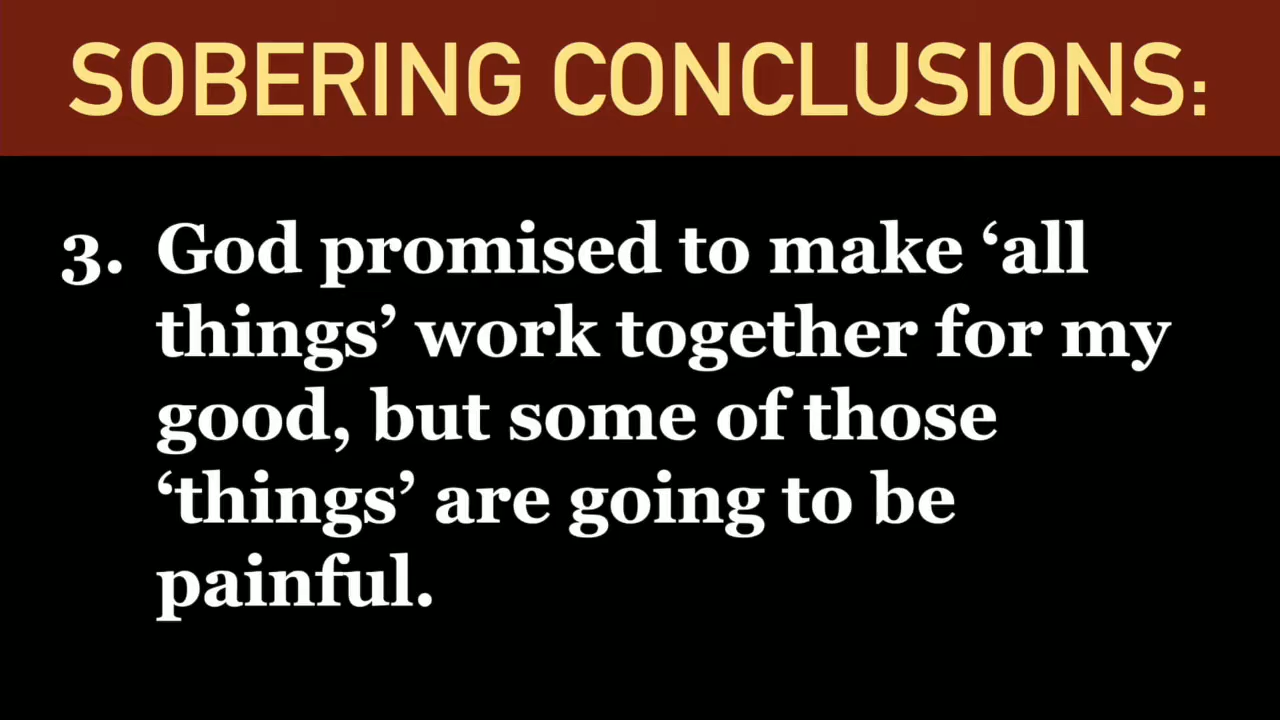 SOBERING CONCLUSIONS:
3. God promised to make ‘all
things’ work together for my
good, but some of those
‘things’ are going to be
painful.